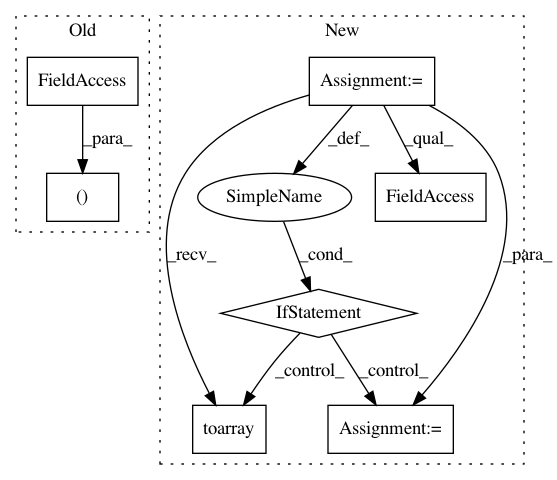 Old
New
FieldAccess
Assignment:=
_para_
_def_
_qual_
()
SimpleName
FieldAccess
_recv_
_cond_
_para_
IfStatement
_control_
_control_
toarray
Assignment:=